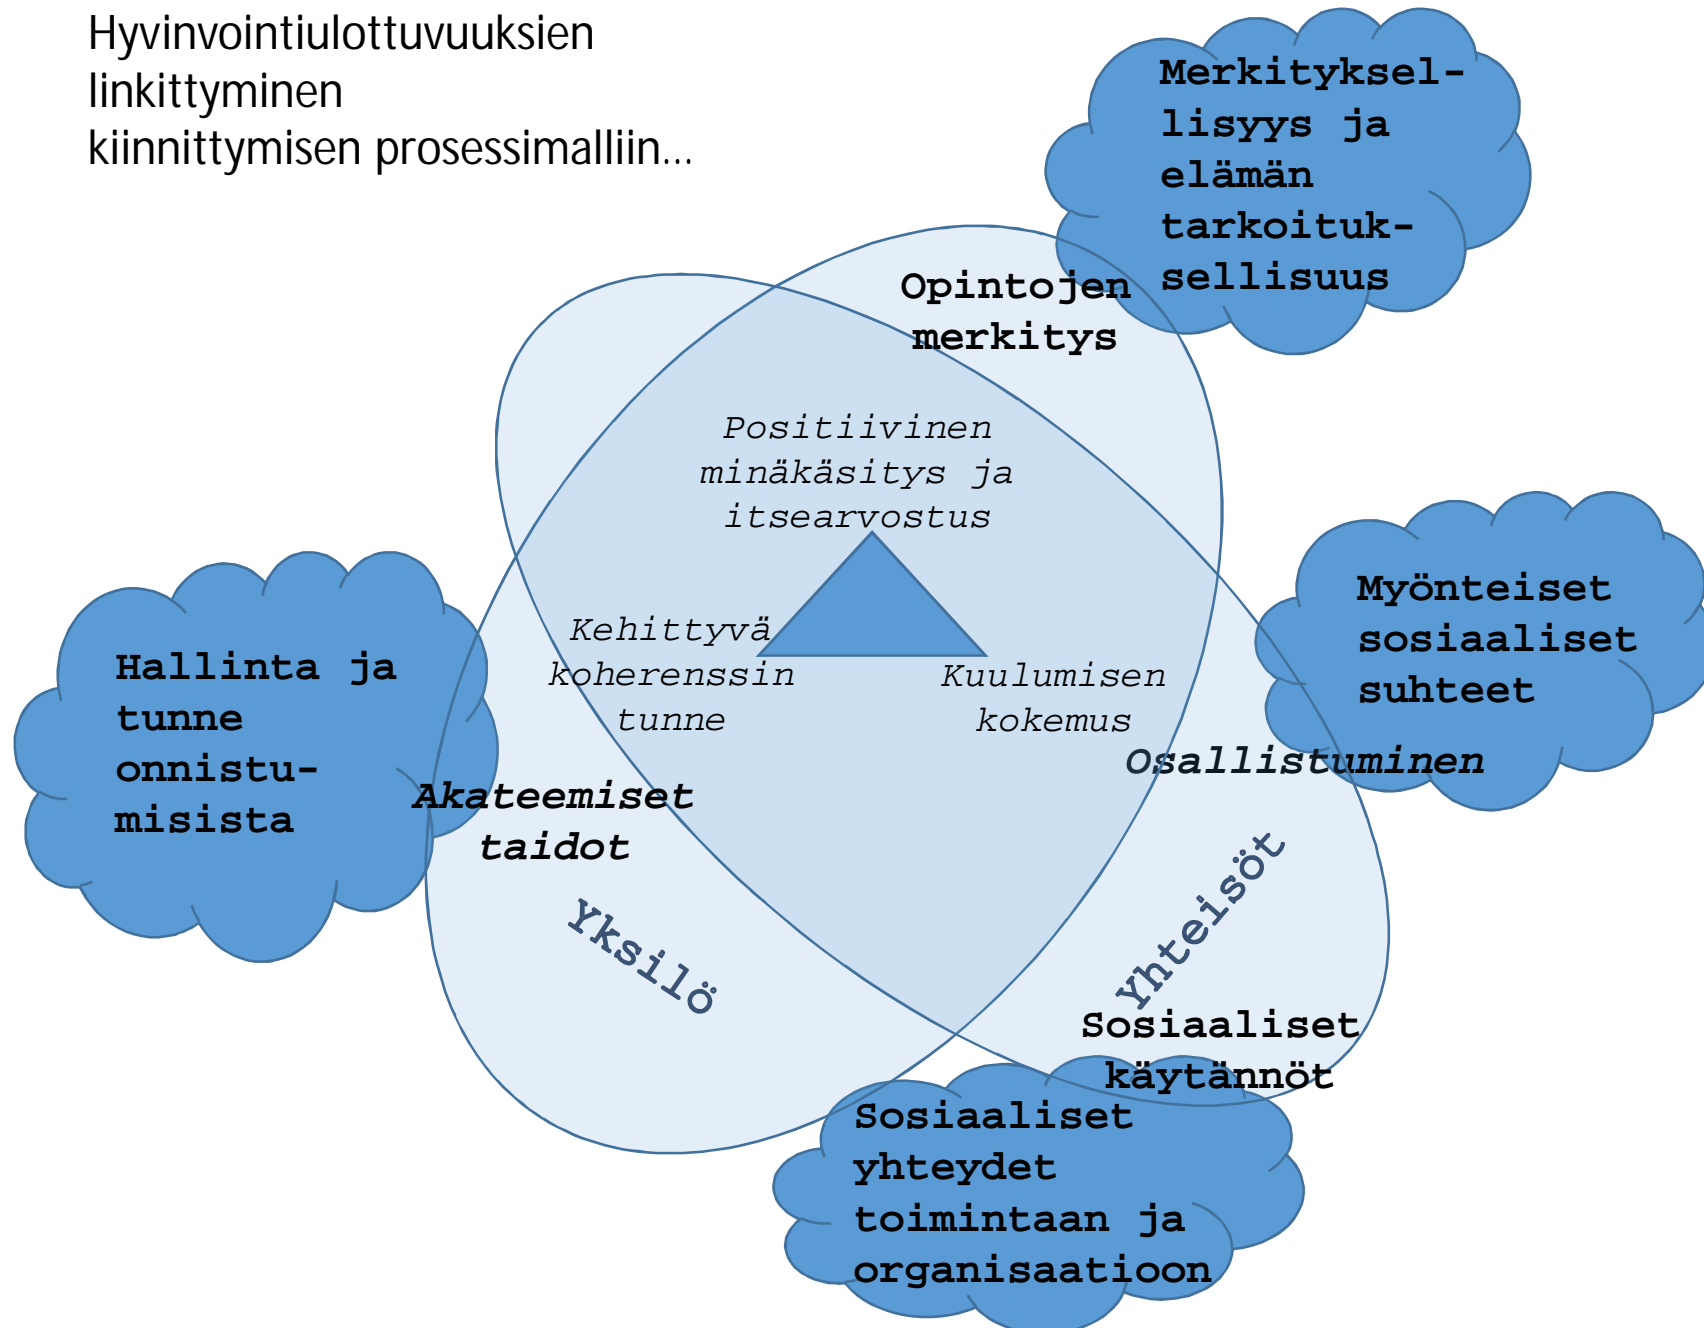 Hyvinvointiulottuvuuksien
linkittyminen
kiinnittymisen prosessimalliin...
Merkityksel-
lisyys ja
elämän
tarkoituk-
sellisuus
Opintojen
merkitys
Positiivinen
minäkäsitys ja
itsearvostus
Myönteiset
sosiaaliset
suhteet
Kehittyvä
koherenssin
tunne
Kuulumisen
kokemus
Hallinta ja
tunne
onnistu-
misista
Osallistuminen
Akateemiset
taidot
Yksilö
Yhteisöt
Sosiaaliset
käytännöt
Sosiaaliset
yhteydet
toimintaan ja
organisaatioon